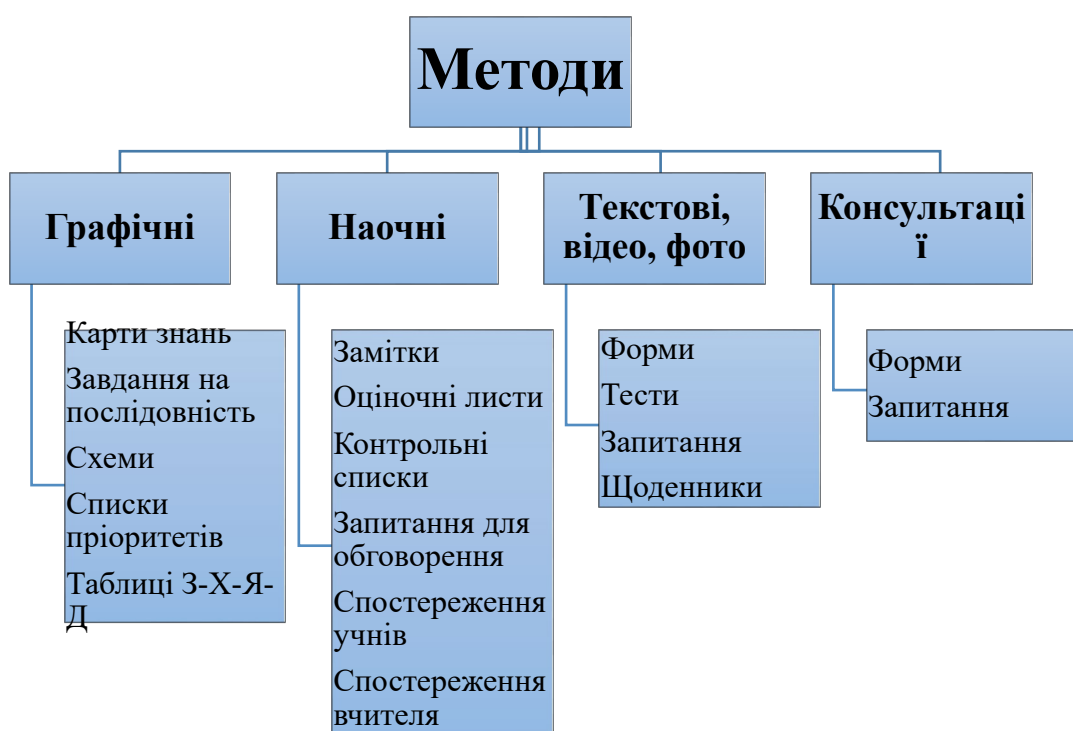 Методи
Графічні
Карти знань
Завдання на
послідовність
Схеми
Списки
пріоритетів
Таблиці З-Х-Я-
Д
Наочні
Замітки
Оціночні листи
Контрольні
списки
Запитання для
обговорення
Спостереження
учнів
Спостереження
вчителя
Текстові,
відео, фото
Форми
Тести
Запитання
Щоденники
Консультаці
ї
Форми
Запитання